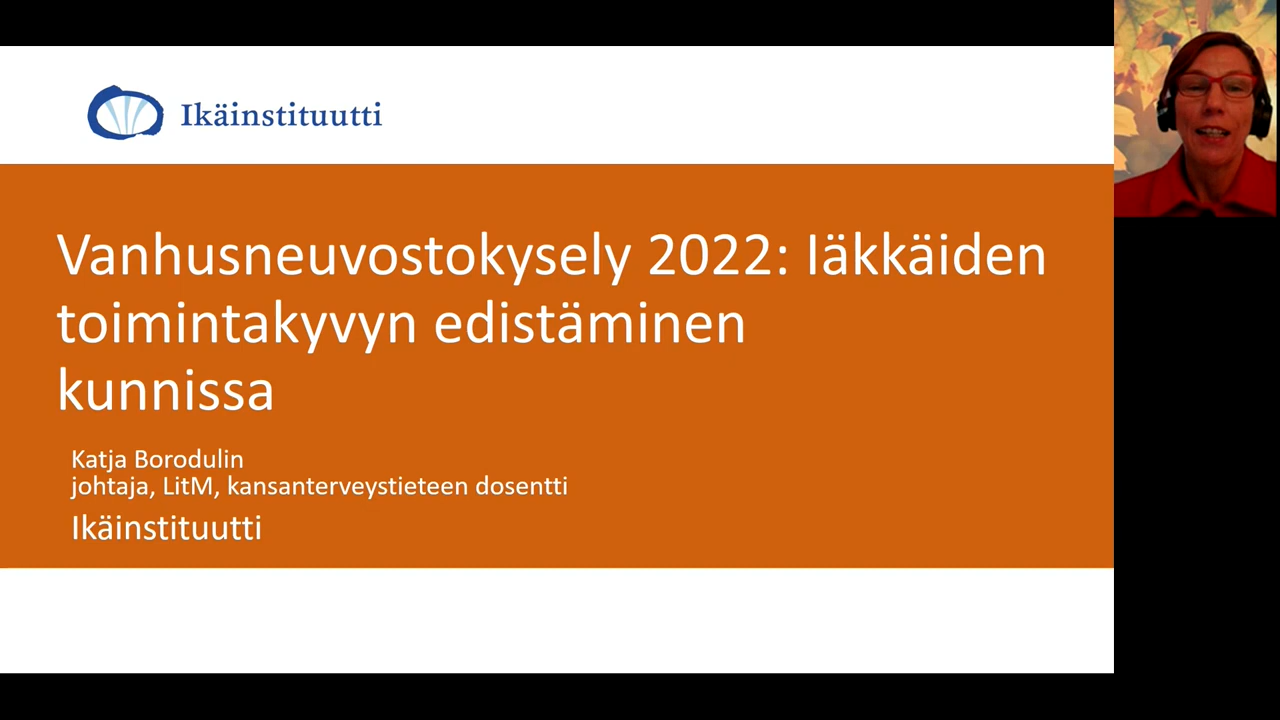 Ikäinstituutti
Vanhusneuvostokysely 2022: Iäkkäiden
toimintakyvyn edistäminen
kunnissa
Katja Borodulin
johtaja, LitM, kansanterveystieteen dosentti
Ikäinstituutti